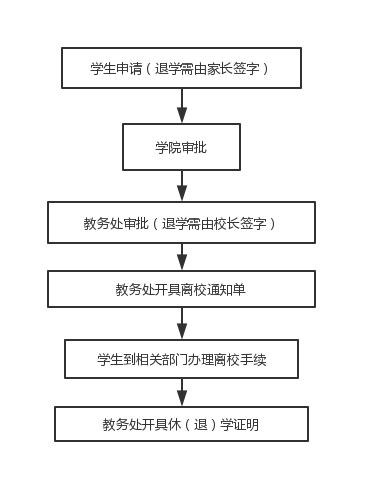 学生申请（退学需由家长签字）
学院审批
教务处审批（退学需由校长签字）
教务处开具离校通知单
学生到相关部门办理离校手续
教务处开具休（退）学证明